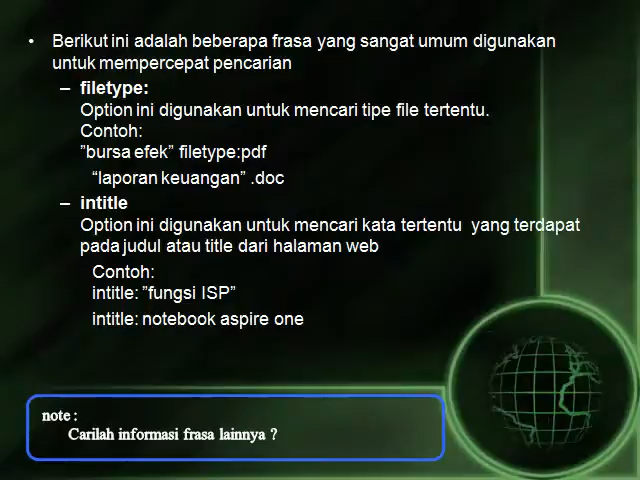 • Berikut ini adalah beberapa frasa yang sangat umum digunakan
untuk mempercepat pencarian
– filetype:
Option ini digunakan untuk mencari tipe file tertentu.
Contoh:
”bursa efek” filetype:pdf
“laporan keuangan” .doc
– intitle
Option ini digunakan untuk mencari kata tertentu yang terdapat
pada judul atau title dari halaman web
Contoh:
intitle: ”fungsi ISP”
intitle: notebook aspire one
note :
Carilah informasi frasa lainnya ?